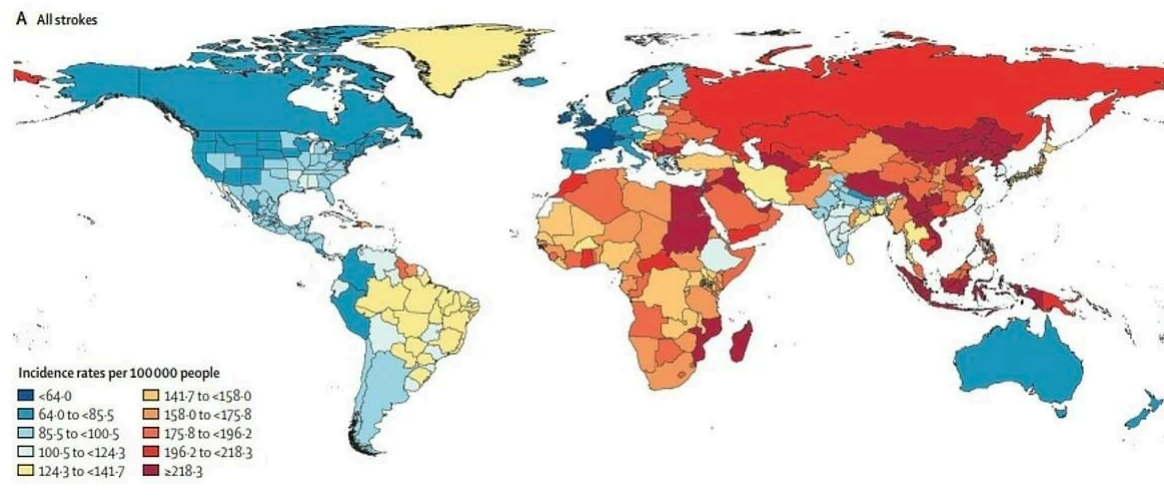 A All strokes
Incidence rates per 100 000 people
<64·0
64·0 to <85·5
85·5 to <100·5
100·5 to <124·3
124·3 to <141·7
141·7 to <158·0
158·0 to <175·8
175·8 to <196·2
196·2 to <218·3
≥218·3